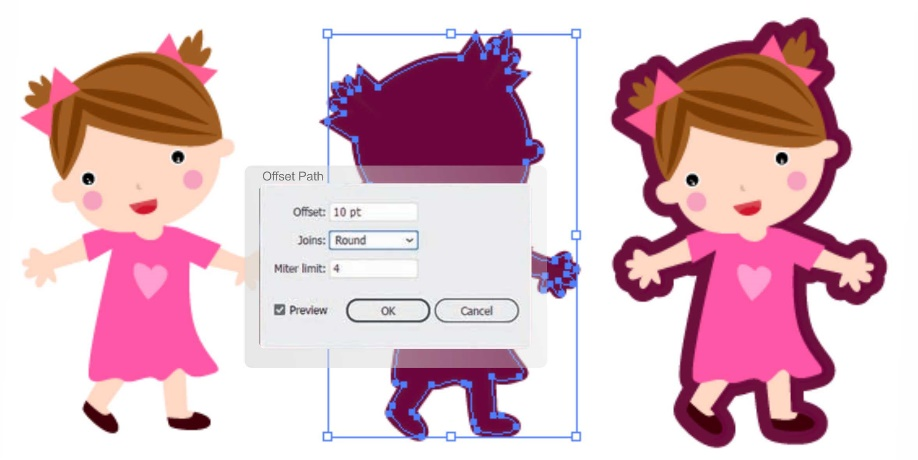 Offset Path
Offset: 10 pt
Joins: Round
Miter limit: 4
Preview OK Cancel